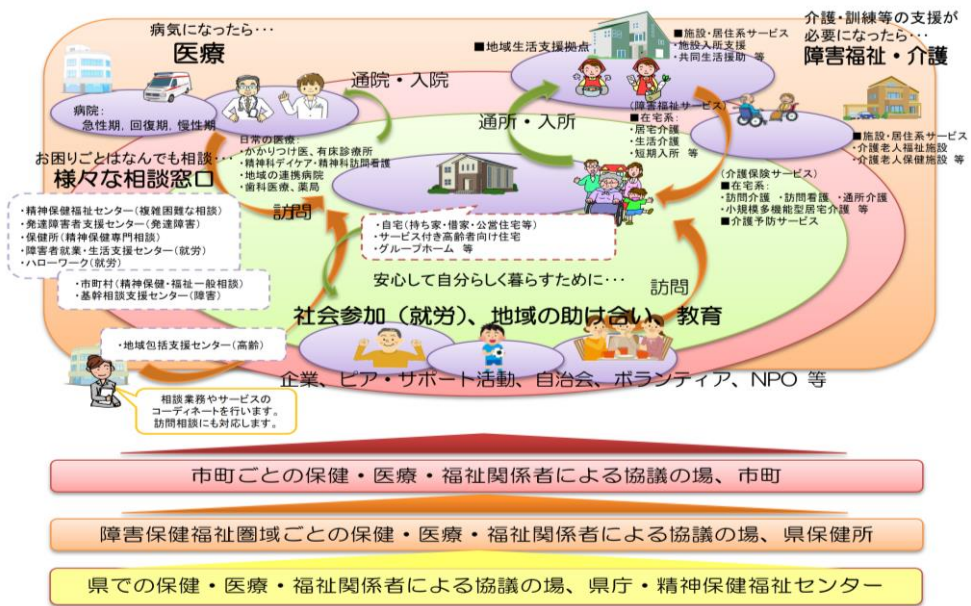 病気になったら…
医療
病院：
急性期，回復期，慢性期
日常の医療：
・かかりつけ医、有床診療所
・精神科デイケア・精神科訪問看護
・地域の連携病院
・歯科医療、薬局
通院・入院
■地域生活支援拠点
■施設・居住系サービス
・施設入所支援
・共同生活援助 等
介護・訓練等の支援が
必要になったら…
障害福祉・介護
通所・入所
(障害福祉サービス)
■在宅系：
・居宅介護
・生活介護
・短期入所 等
■施設・居住系サービス
・介護老人福祉施設
・介護老人保健施設 等
(介護保険サービス)
■在宅系：
・訪問介護 ・訪問看護 ・通所介護
・小規模多機能型居宅介護 等
■介護予防サービス
お困りごとはなんでも相談…
様々な相談窓口
・精神保健福祉センター(複雑困難な相談)
・発達障害者支援センター(発達障害)
・保健所(精神保健専門相談)
・障害者就業・生活支援センター(就労)
・ハローワーク(就労)
・市町村(精神保健・福祉一般相談)
・基幹相談支援センター(障害)
・地域包括支援センター(高齢)
訪問
・自宅(持ち家・借家・公営住宅等)
・サービス付き高齢者向け住宅
・グループホーム 等
訪問
安心して自分らしく暮らすために…
社会参加（就労）、地域の助け合い、教育
企業、ピア・サポート活動、自治会、ボランティア、NPO 等
相談業務やサービスの
コーディネートを行います。
訪問相談にも対応します。
市町ごとの保健・医療・福祉関係者による協議の場、市町
障害保健福祉圏域ごとの保健・医療・福祉関係者による協議の場、県保健所
県での保健・医療・福祉関係者による協議の場、県庁・精神保健福祉センター